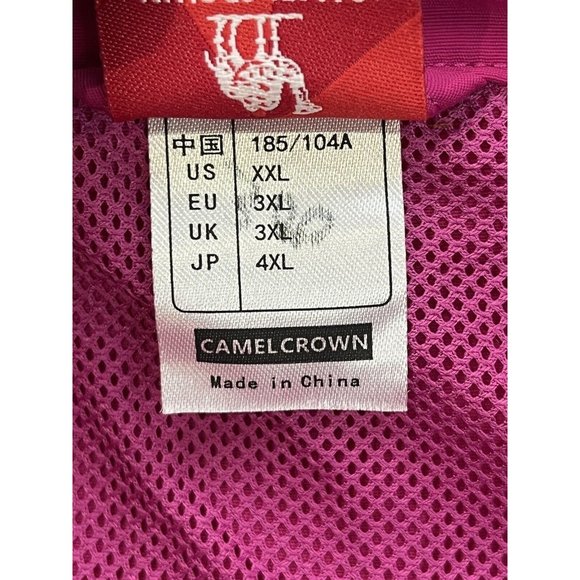 中国 185/104A
US XXL
EU 3XL
UK 3XL
JP 4XL
CAMELCROWN
Made in China